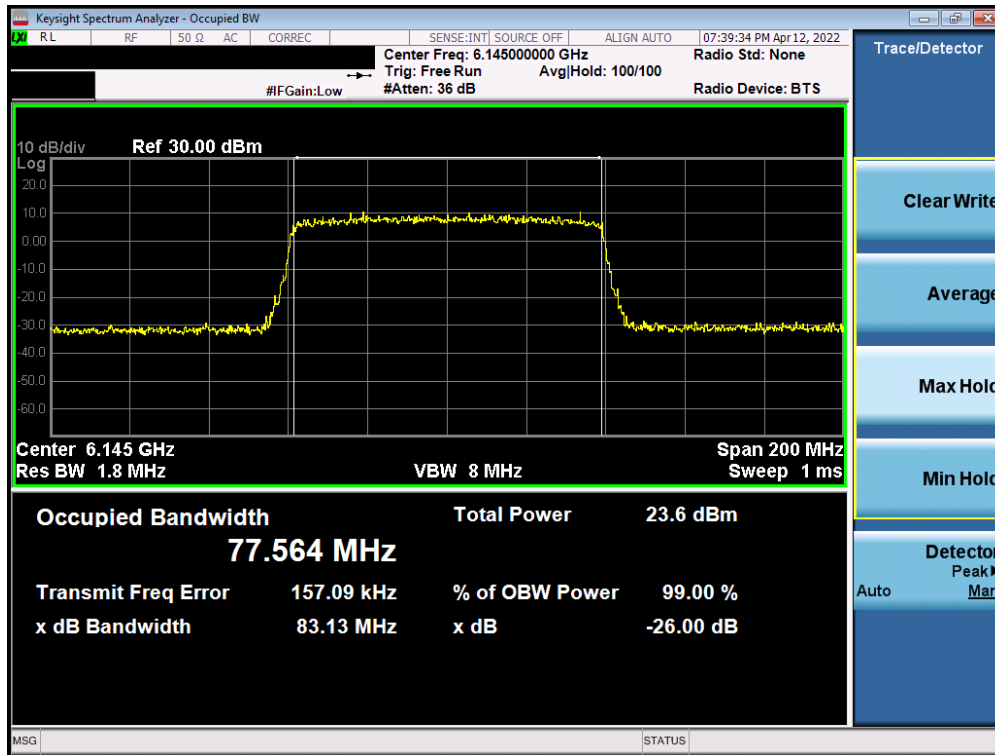 Keysight Spectrum Analyzer - Occupied BW
LXI RL RF 50 Ω AC CORREC SENSE:INT SOURCE OFF ALIGN AUTO 07:39:34 PM Apr 12, 2022
Center Freq: 6.145000000 GHz Radio Std: None
Trig: Free Run Avg|Hold: 100/100
#IFGain:Low #Atten: 36 dB Radio Device: BTS
Trace/Detector
10 dB/div Ref 30.00 dBm
Log
20.0
10.0
0.00
-10.0
-20.0
-30.0
-40.0
-50.0
-60.0
Center 6.145 GHz Span 200 MHz
Res BW 1.8 MHz VBW 8 MHz Sweep 1 ms
Occupied Bandwidth Total Power 23.6 dBm
77.564 MHz
Transmit Freq Error 157.09 kHz % of OBW Power 99.00 %
x dB Bandwidth 83.13 MHz x dB -26.00 dB
Clear Write
Average
Max Hold
Min Hold
Detector
Peak
Auto Man
MSG STATUS